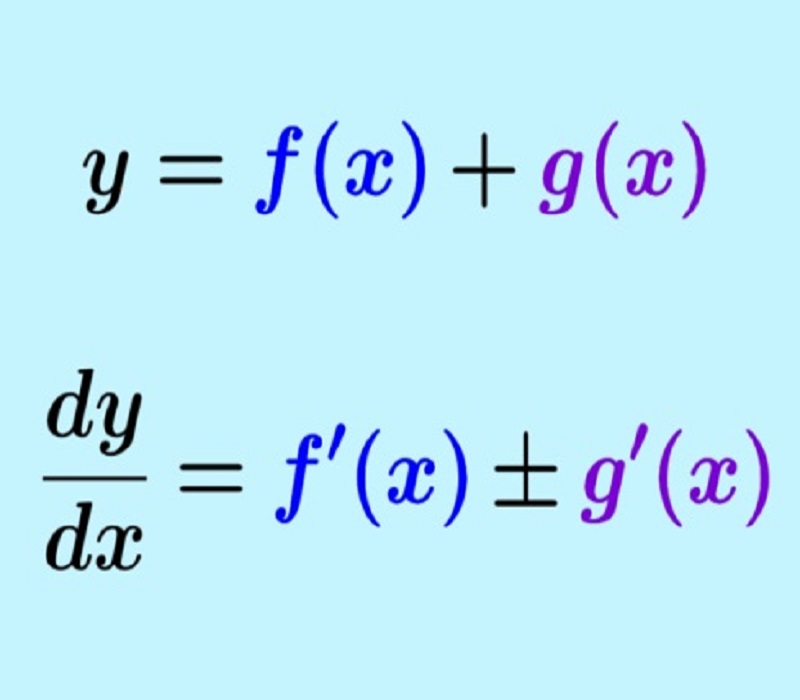 y = f(x) + g(x)
dy/dx = f′(x) ± g′(x)